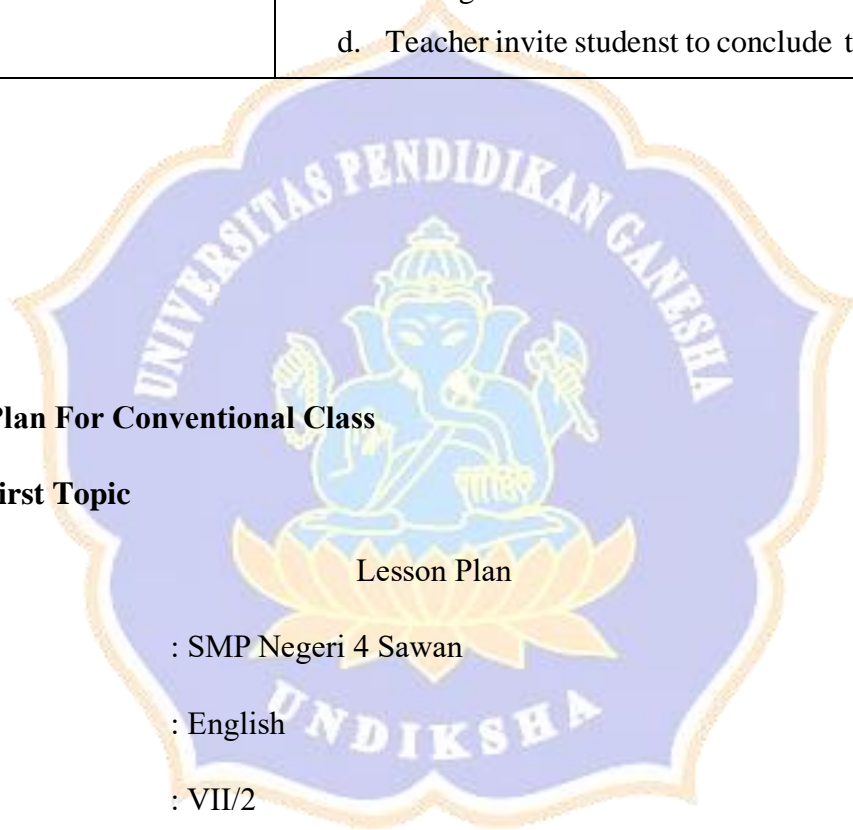 d. Teacher invite studenst to conclude
UNIVERSITAS PENDIDIKAN GANESHA
Plan For Conventional Class
First Topic
Lesson Plan
: SMP Negeri 4 Sawan
: English
UNDIKSHA
: VII/2